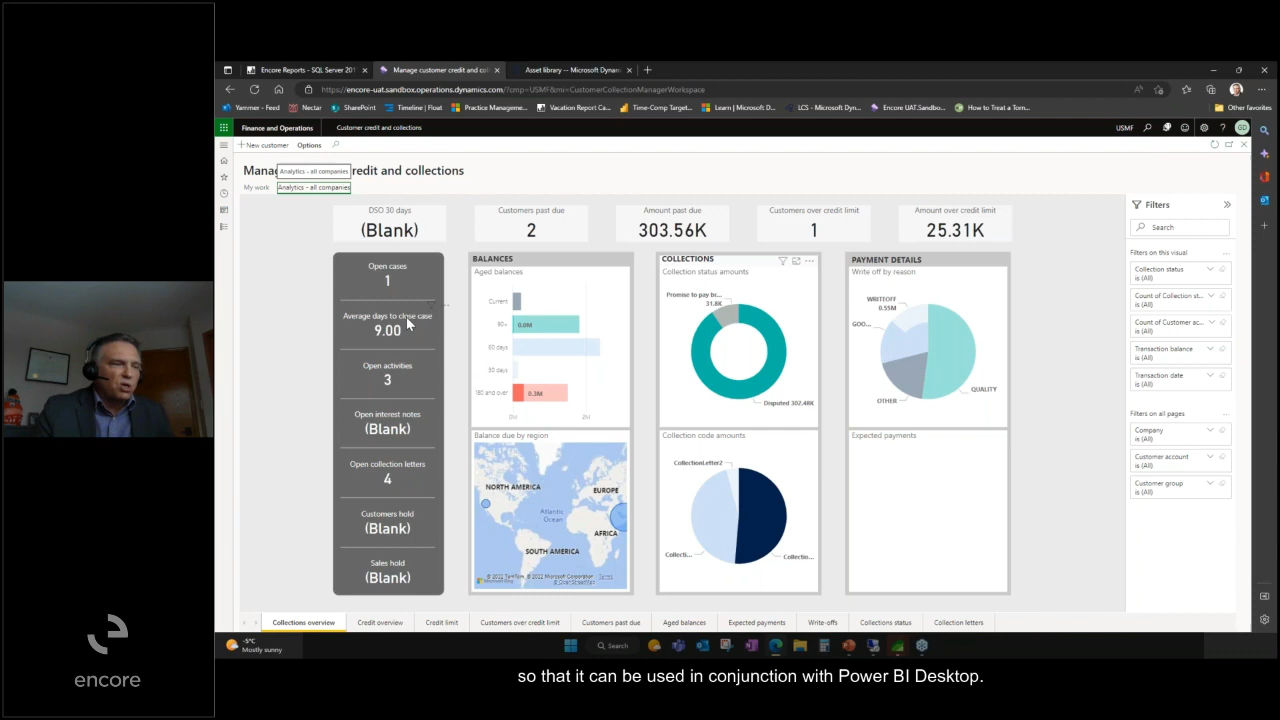 Encore Reports - SQL Server 201
Manage customer credit and col
Asset library -- Microsoft Dynam
https://encore-uat.sandbox.operations.dynamics.com/?cmp=USMF&mi=CustomerCollectionManagerWorkspace
Yammer - Feed
Nectar
SharePoint
Timeline | Float
Practice Manageme...
Vacation Report Ca...
Time-Comp Target...
Learn | Microsoft D...
LCS - Microsoft Dyn...
Encore UAT.Sandbo...
How to Treat a Torn...
Other favorites
Finance and Operations
Customer credit and collections
USMF
GD
+ New customer
Options
Mana
Analytics - all companies
redit and collections
My work
Analytics - all companies
DSO 30 days
(Blank)
Customers past due
2
Amount past due
303.56K
Customers over credit limit
1
Amount over credit limit
25.31K
Open cases
1
Average days to close case
9.00
Open activities
3
Open interest notes
(Blank)
Open collection letters
4
Customers hold
(Blank)
Sales hold
(Blank)
BALANCES
Aged balances
Current
90+
0.0M
60 days
30 days
180 and over
0.3M
0M
2M
Balance due by region
NORTH AMERICA
EUROPE
Atlantic
Ocean
AFRICA
SOUTH AMERICA
© 2022 TomTom, © 2022 Microsoft Corporation
Terms
© OpenStreetMap
COLLECTIONS
Collection status amounts
Promise to pay br...
31.8K
Disputed 302.48K
Collection code amounts
CollectionLetter2
Collecti...
Collectio...
PAYMENT DETAILS
Write off by reason
WRITEOFF
0.55M
GOO...
OTHER
QUALITY
Expected payments
Filters
Search
Filters on this visual
Collection status
is (All)
Count of Collection st...
is (All)
Count of Customer ac...
is (All)
Transaction balance
is (All)
Transaction date
is (All)
Filters on all pages
Company
is (All)
Customer account
is (All)
Customer group
is (All)
Collections overview
Credit overview
Credit limit
Customers over credit limit
Customers past due
Aged balances
Expected payments
Write-offs
Collections status
Collection letters
-5°C
Mostly sunny
Search
encore
so that it can be used in conjunction with Power BI Desktop.